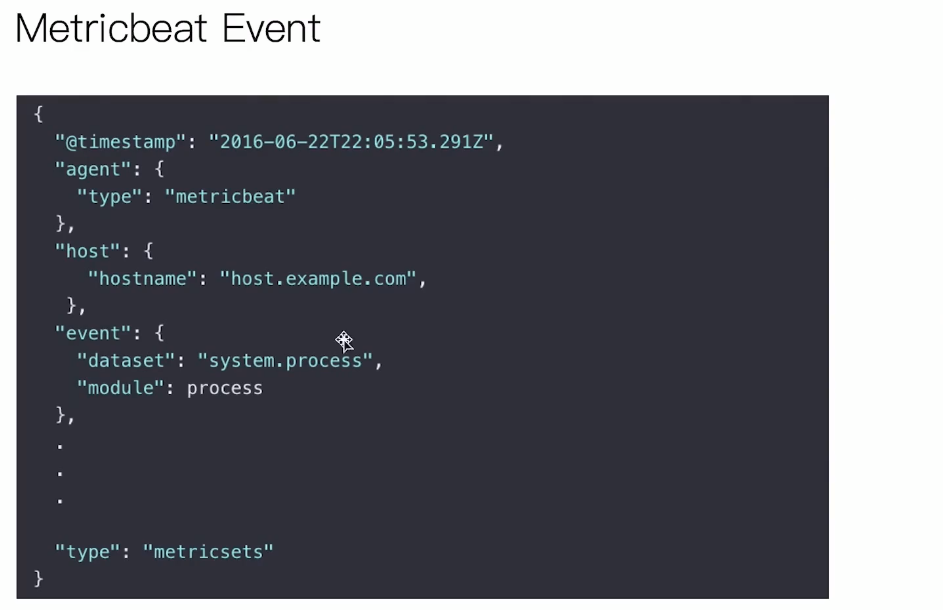 Metricbeat Event
{
"@timestamp": "2016-06-22T22:05:53.291Z",
"agent": {
"type": "metricbeat"
},
"host": {
"hostname": "host.example.com",
},
"event": {
"dataset": "system.process",
"module": process
},
.
.
.
"type": "metricsets"
}